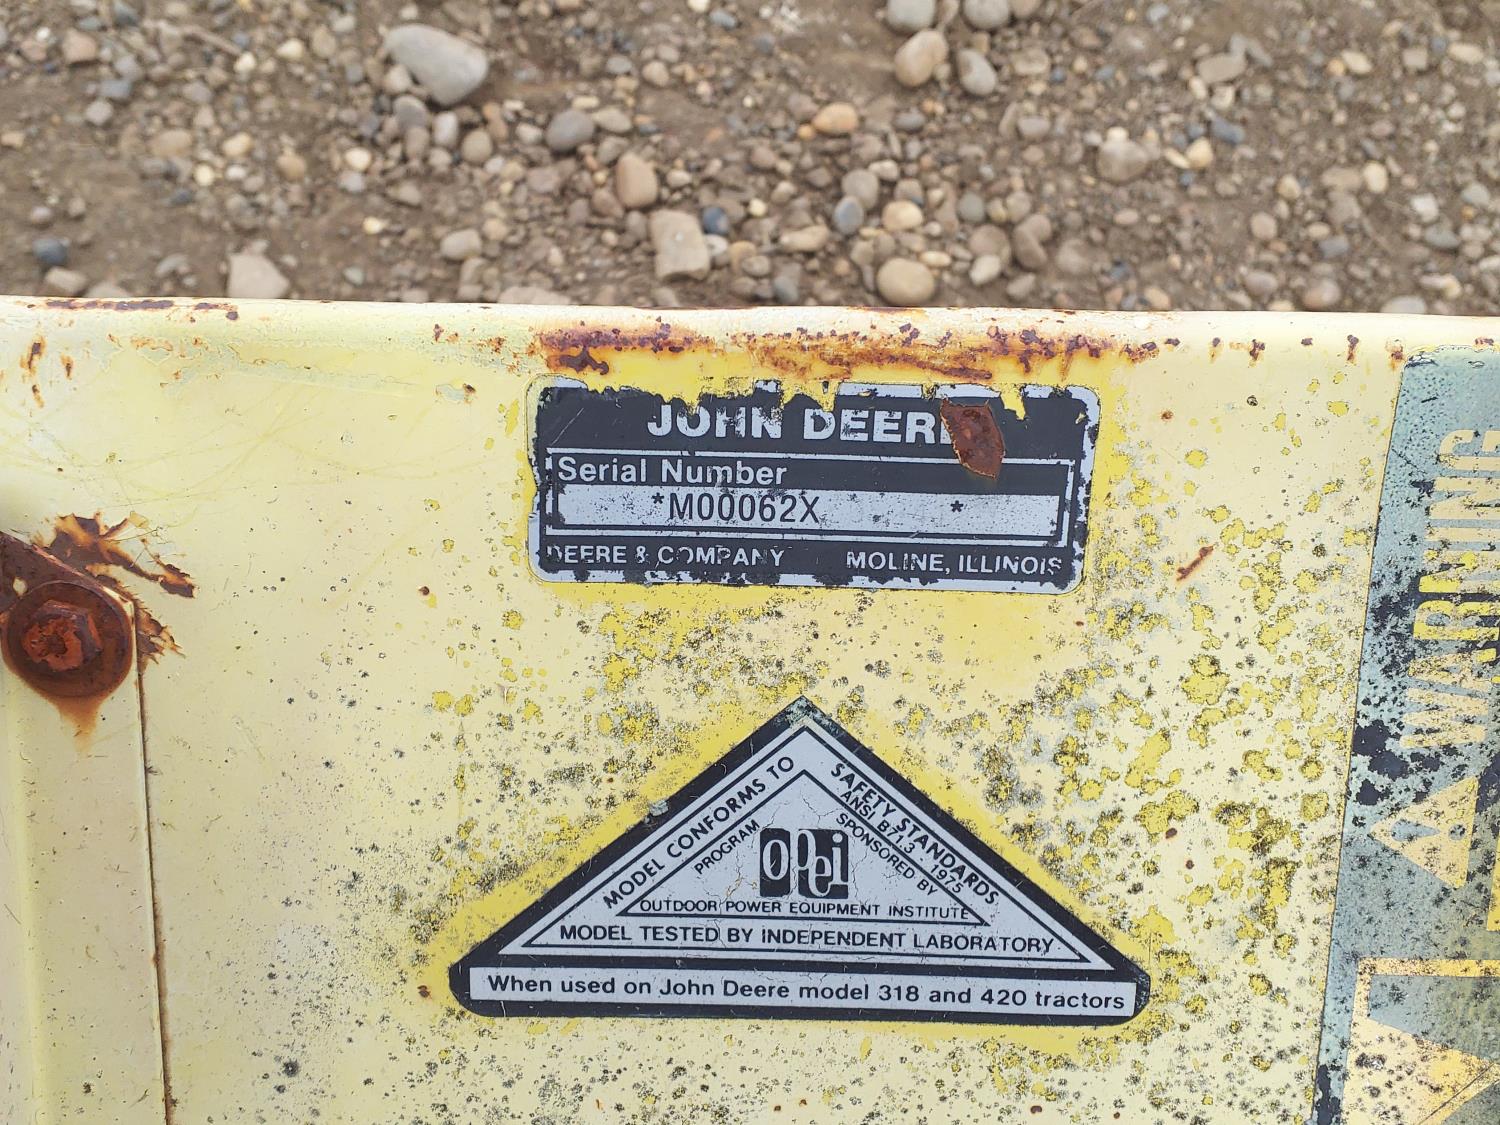 JOHN DEERE
Serial Number
*M00062X *
DEERE & COMPANY MOLINE, ILLINOIS
MODEL CONFORMS TO
SAFETY STANDARDS
ANSI B71.3 - 1975
PROGRAM
SPONSORED BY
opei
OUTDOOR POWER EQUIPMENT INSTITUTE
MODEL TESTED BY INDEPENDENT LABORATORY
When used on John Deere model 318 and 420 tractors
WARNING